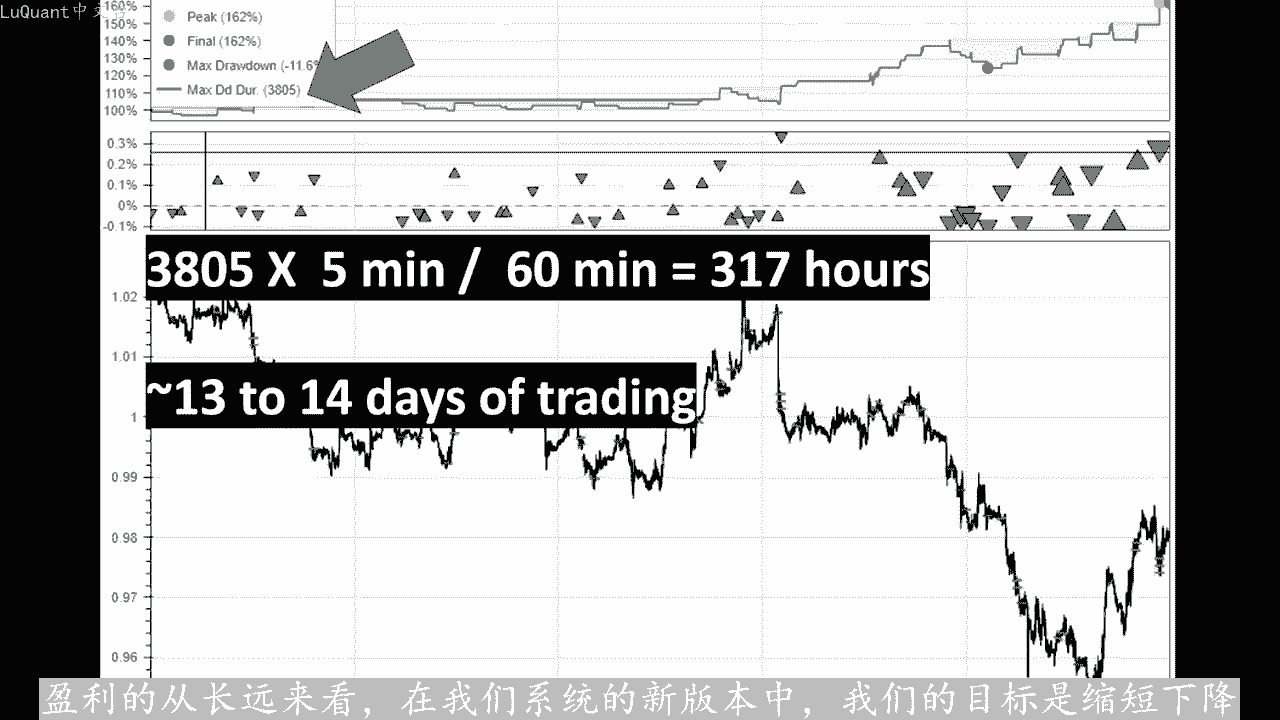 LuQuant中文
160%
150%
140%
130%
120%
110%
100%
Peak (162%)
Final (162%)
Max Drawdown (-11.6%
Max Dd Dur. (3805)
0.3%
0.2%
0.1%
0%
-0.1%
3805 X 5 min / 60 min = 317 hours
1.02
1.01
~13 to 14 days of trading
1
0.99
0.98
0.97
0.96
盈利的从长远来看，在我们系统的新版本中，我们的目标是缩短下降